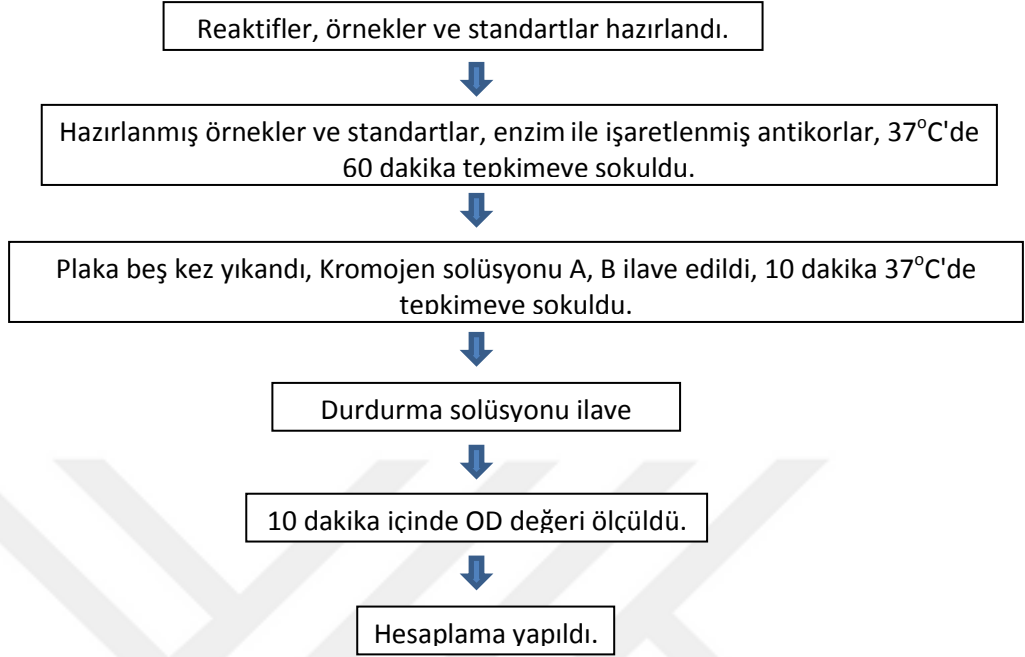 Reaktifler, örnekler ve standartlar hazırlandı.
Hazırlanmış örnekler ve standartlar, enzim ile işaretlenmiş antikorlar, 37°C'de
60 dakika tepkimeye sokuldu.
Plaka beş kez yıkandı, Kromojen solüsyonu A, B ilave edildi, 10 dakika 37°C'de
tepkimeye sokuldu.
Durdurma solüsyonu ilave
10 dakika içinde OD değeri ölçüldü.
Hesaplama yapıldı.